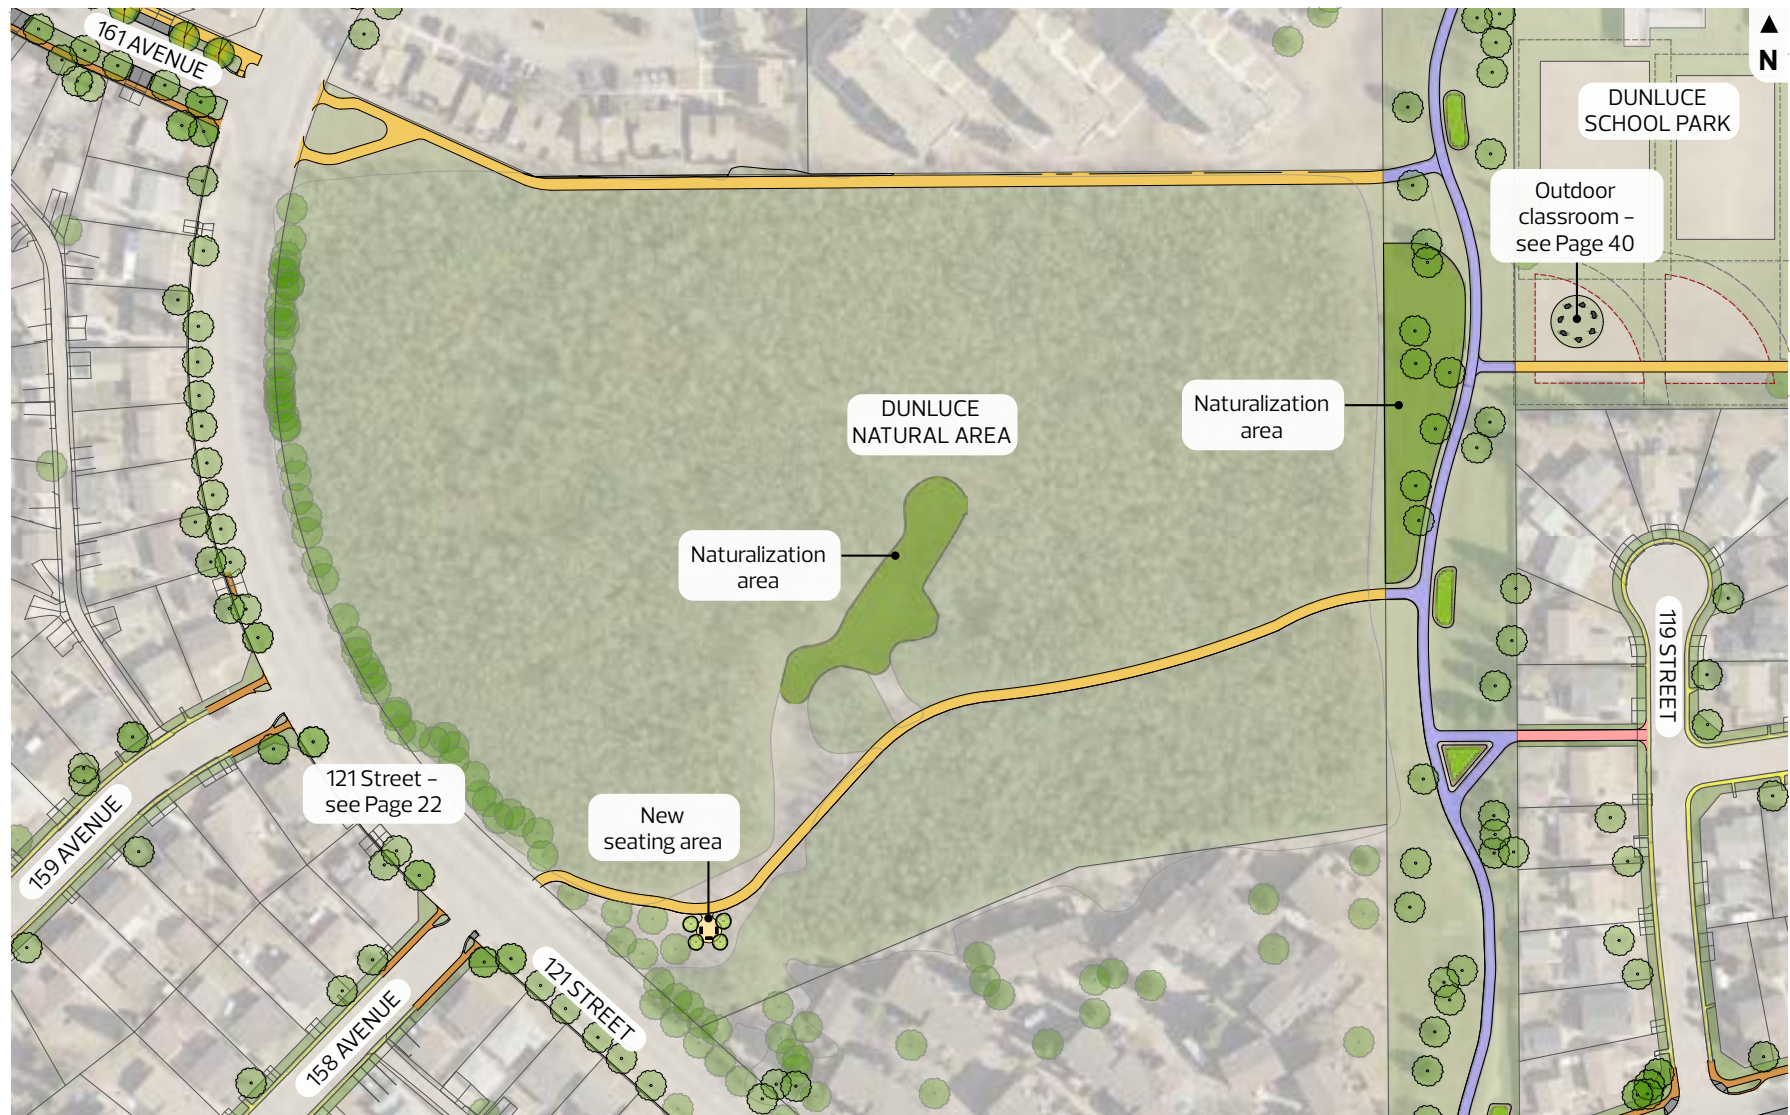 161 AVENUE
N
DUNLUCE
SCHOOL PARK
Outdoor
classroom –
see Page 40
DUNLUCE
NATURAL AREA
Naturalization
area
Naturalization
area
119 STREET
121 Street –
see Page 22
New
seating area
159 AVENUE
158 AVENUE
121 STREET